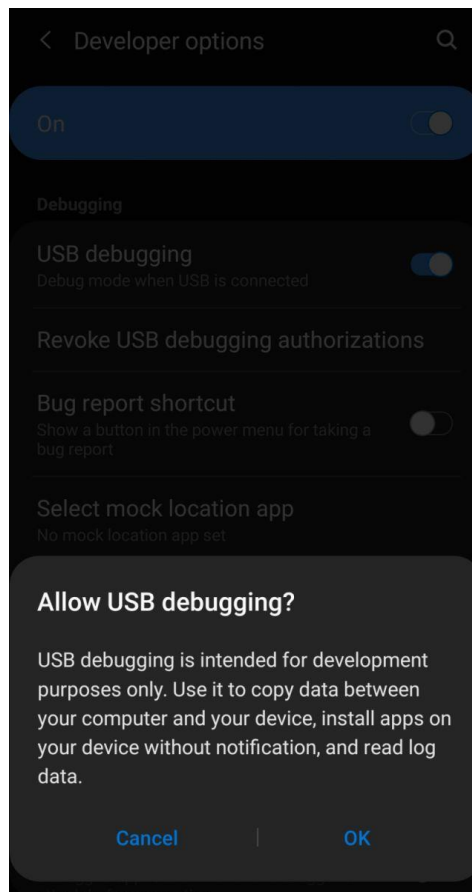 Developer options
On
Debugging
USB debugging
Debug mode when USB is connected
Revoke USB debugging authorizations
Bug report shortcut
Show a button in the power menu for taking a
bug report
Select mock location app
No mock location app set
Allow USB debugging?
USB debugging is intended for development
purposes only. Use it to copy data between
your computer and your device, install apps on
your device without notification, and read log
data.
Cancel | OK